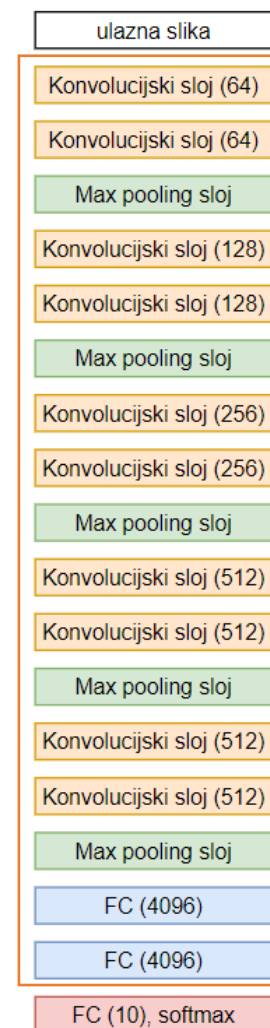 ulazna slika
Konvolucijski sloj (64)
Konvolucijski sloj (64)
Max pooling sloj
Konvolucijski sloj (128)
Konvolucijski sloj (128)
Max pooling sloj
Konvolucijski sloj (256)
Konvolucijski sloj (256)
Max pooling sloj
Konvolucijski sloj (512)
Konvolucijski sloj (512)
Max pooling sloj
Konvolucijski sloj (512)
Konvolucijski sloj (512)
Max pooling sloj
FC (4096)
FC (4096)
FC (10), softmax